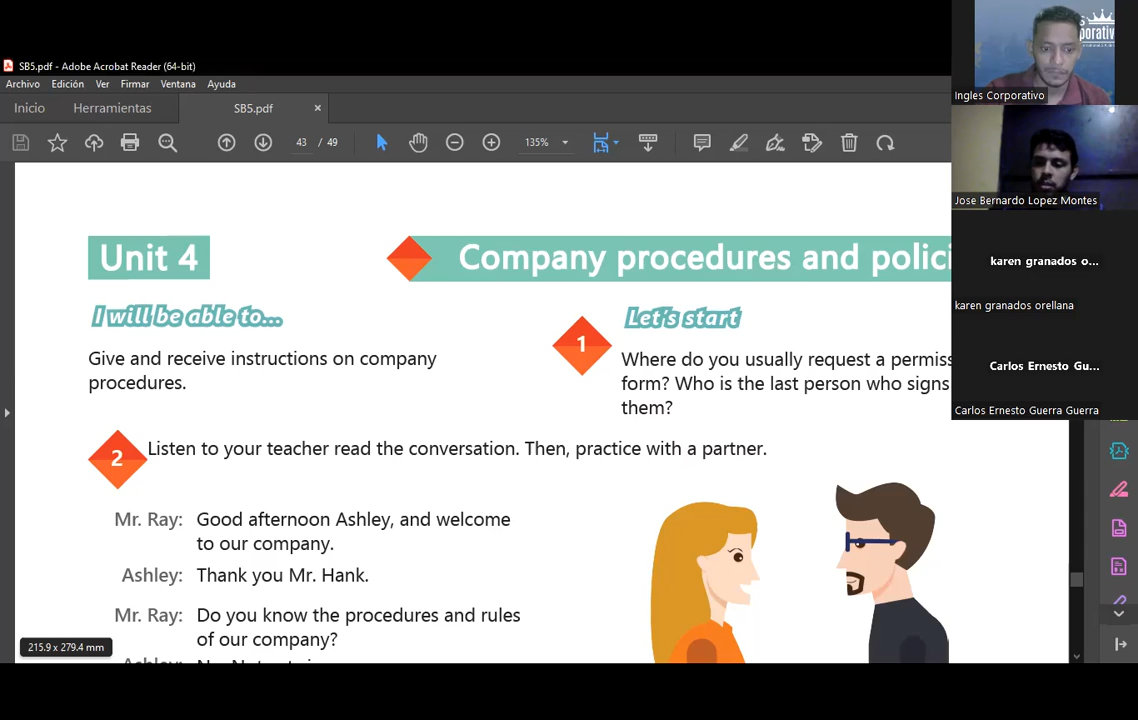 SB5.pdf - Adobe Acrobat Reader (64-bit)
Archivo Edición Ver Firmar Ventana Ayuda
Inicio Herramientas SB5.pdf ×
43 / 49 135%
Unit 4
Company procedures and polici
I will be able to...
Let's start
Give and receive instructions on company
procedures.
1
Where do you usually request a permiss
form? Who is the last person who signs
them?
2
Listen to your teacher read the conversation. Then, practice with a partner.
Mr. Ray: Good afternoon Ashley, and welcome
to our company.
Ashley: Thank you Mr. Hank.
Mr. Ray: Do you know the procedures and rules
of our company?
215.9 x 279.4 mm
Ingles Corporativo
Jose Bernardo Lopez Montes
karen granados o...
karen granados orellana
Carlos Ernesto Gu...
Carlos Ernesto Guerra Guerra